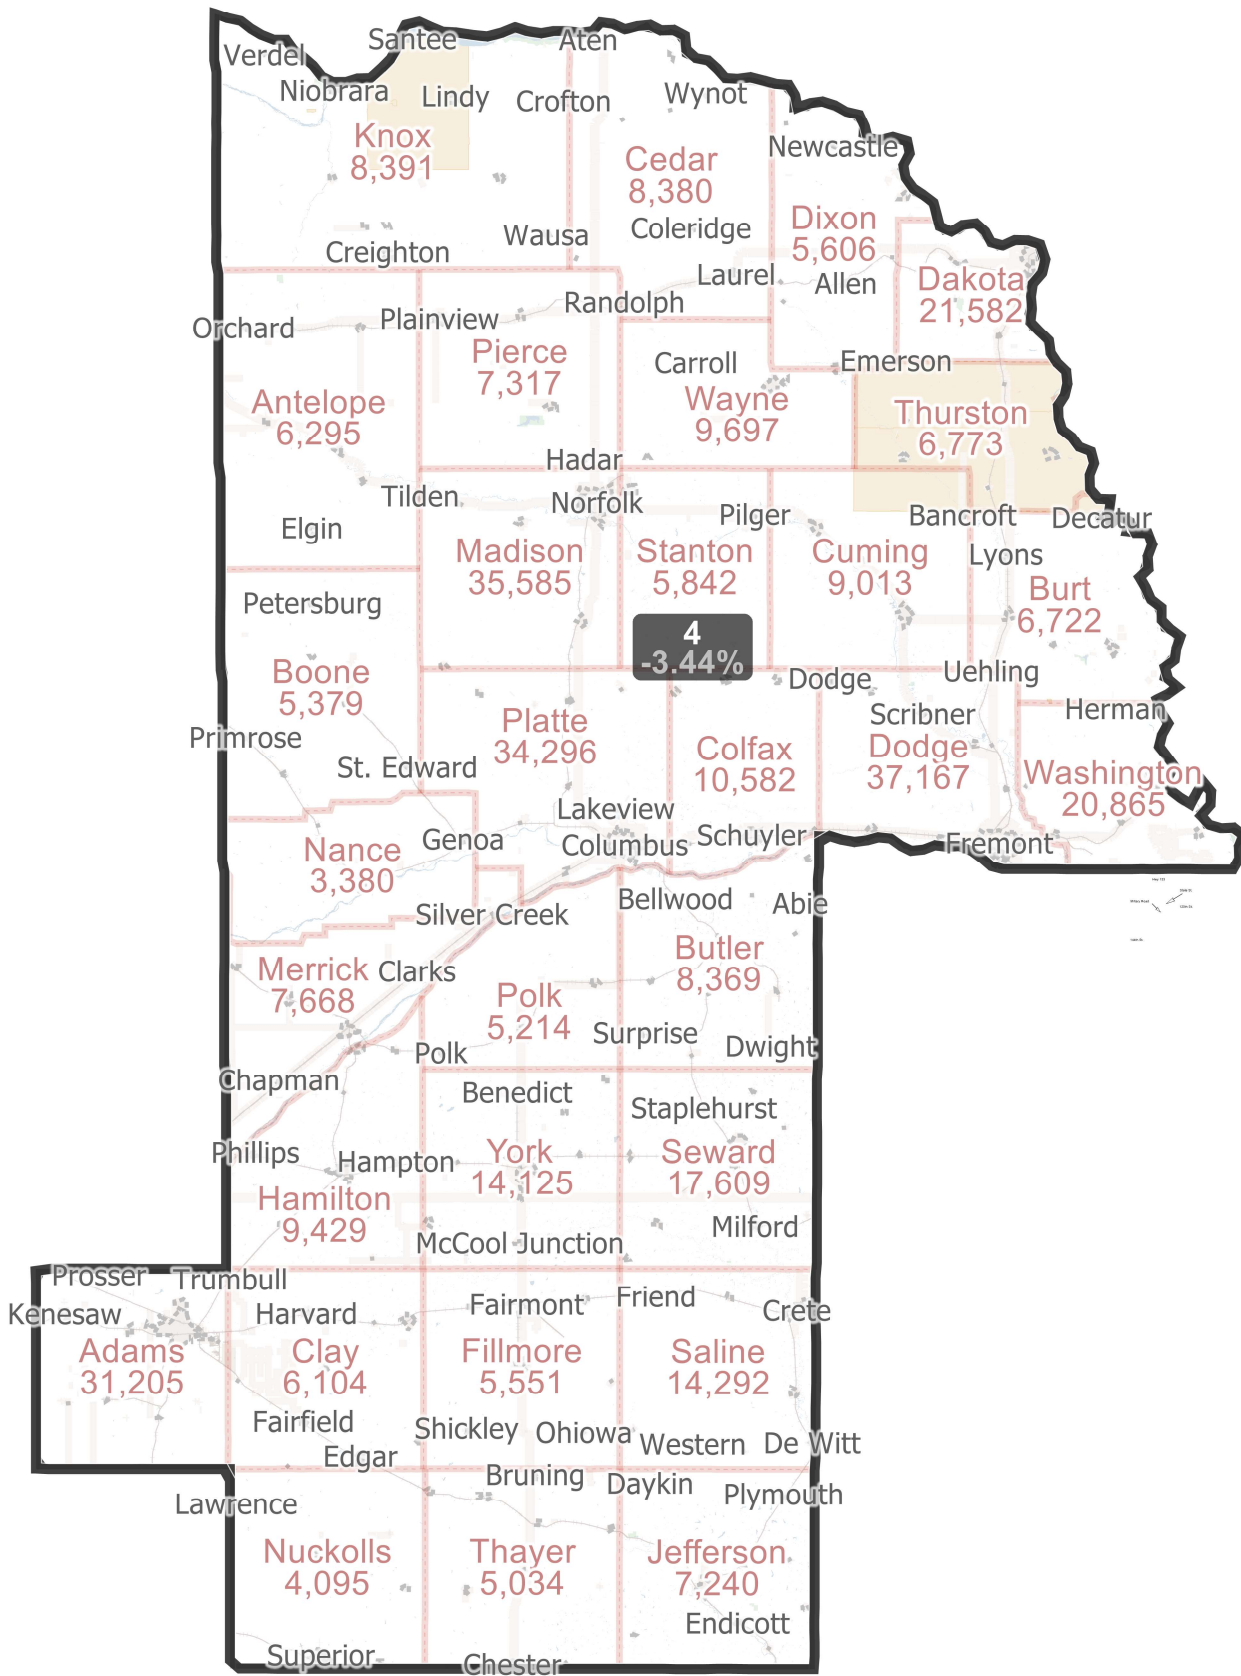 Santee
Aten
Verdel
Niobrara
Lindy
Crofton
Wynot
Knox
8,391
Newcastle
Cedar
8,380
Dixon
5,606
Wausa
Coleridge
Creighton
Laurel
Allen
Dakota
21,582
Randolph
Orchard
Plainview
Pierce
7,317
Carroll
Emerson
Wayne
9,697
Antelope
6,295
Thurston
6,773
Hadar
Tilden
Norfolk
Pilger
Bancroft
Decatur
Elgin
Madison
35,585
Stanton
5,842
Cuming
9,013
Lyons
Burt
6,722
Petersburg
4
-3.44%
Boone
5,379
Dodge
Uehling
Platte
34,296
Scribner
Herman
Primrose
Colfax
10,582
Dodge
37,167
St. Edward
Washington
20,865
Lakeview
Genoa
Columbus
Schuyler
Fremont
Nance
3,380
Bellwood
Abie
Silver Creek
Butler
8,369
Merrick
7,668
Clarks
Polk
5,214
Surprise
Dwight
Polk
Chapman
Benedict
Staplehurst
Phillips
Hampton
York
14,125
Seward
17,609
Hamilton
9,429
Milford
McCool Junction
Prosser
Trumbull
Kenesaw
Harvard
Fairmont
Friend
Crete
Adams
31,205
Clay
6,104
Fillmore
5,551
Saline
14,292
Fairfield
Shickley
Ohiowa
Western
De Witt
Edgar
Bruning
Daykin
Plymouth
Lawrence
Nuckolls
4,095
Thayer
5,034
Jefferson
7,240
Endicott
Superior
Chester